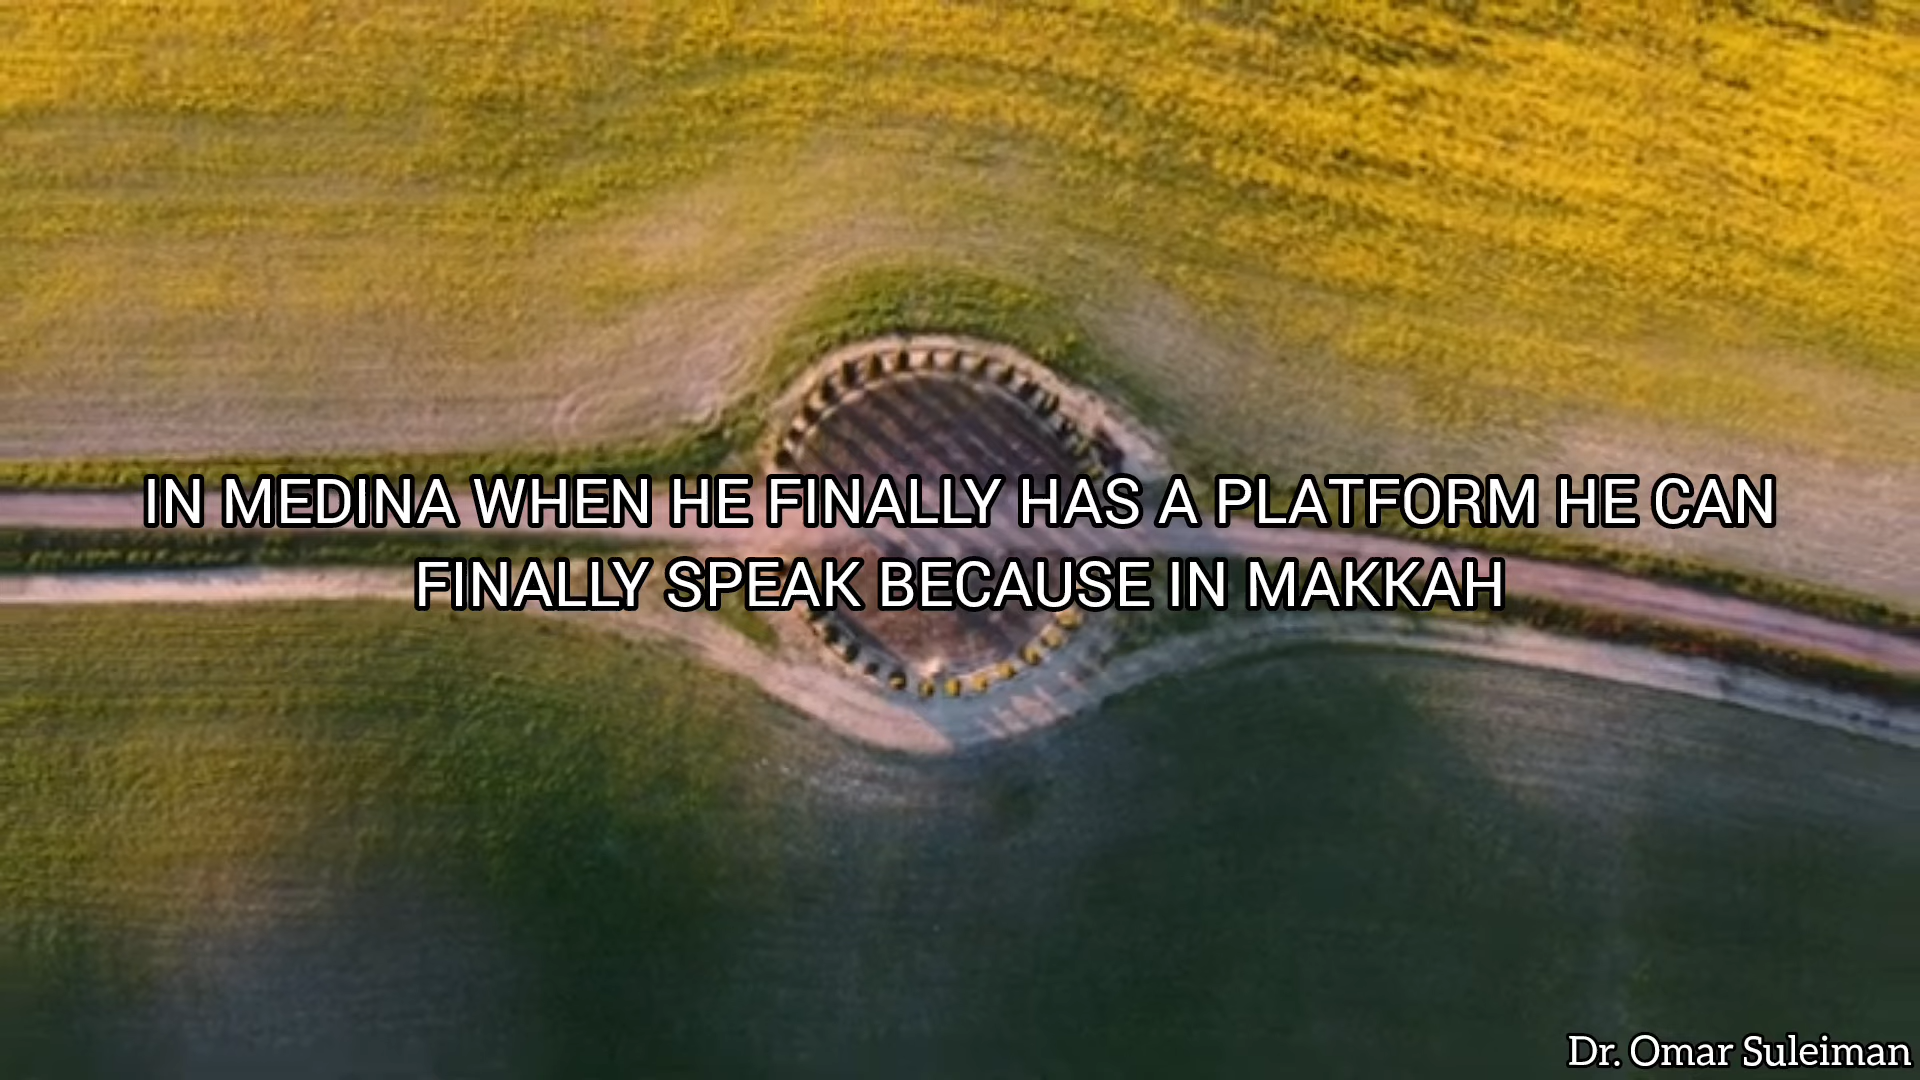 IN MEDINA WHEN HE FINALLY HAS A PLATFORM HE CAN
FINALLY SPEAK BECAUSE IN MAKKAH
Dr. Omar Suleiman